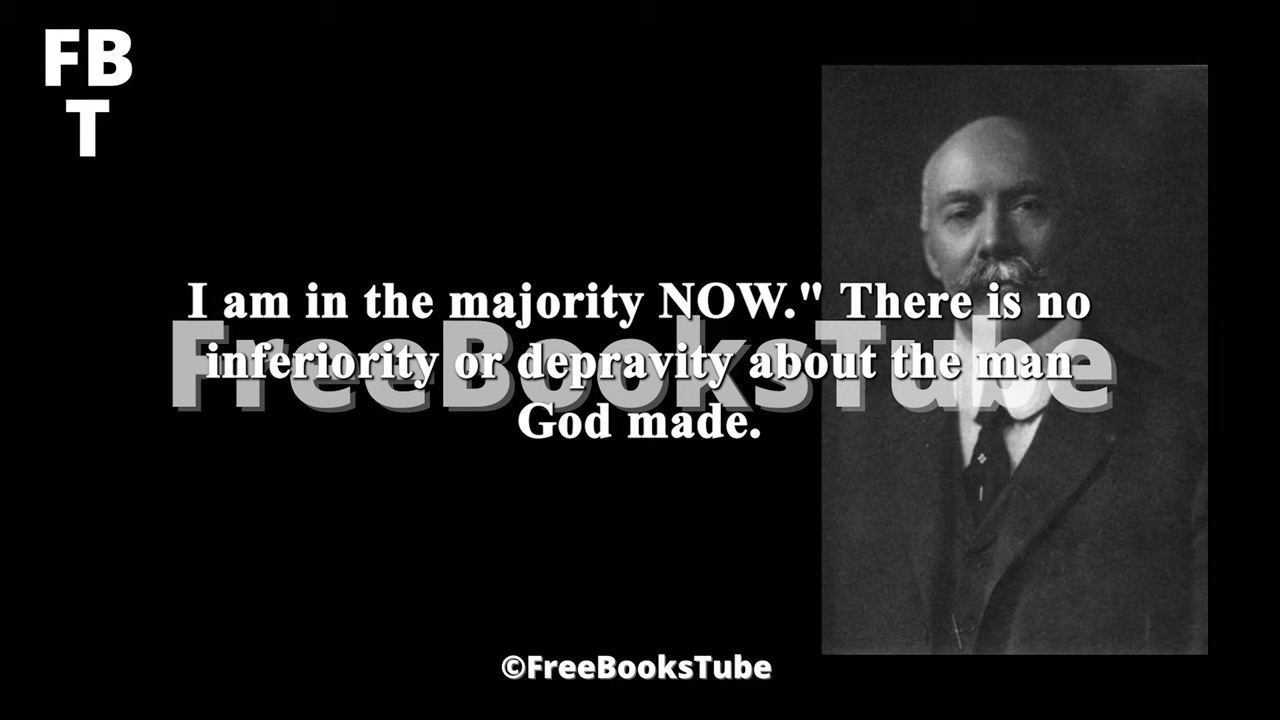 FB
T
I am in the majority NOW." There is no
FreeBooksTube
inferiority or depravity about the man
God made.
©FreeBooksTube